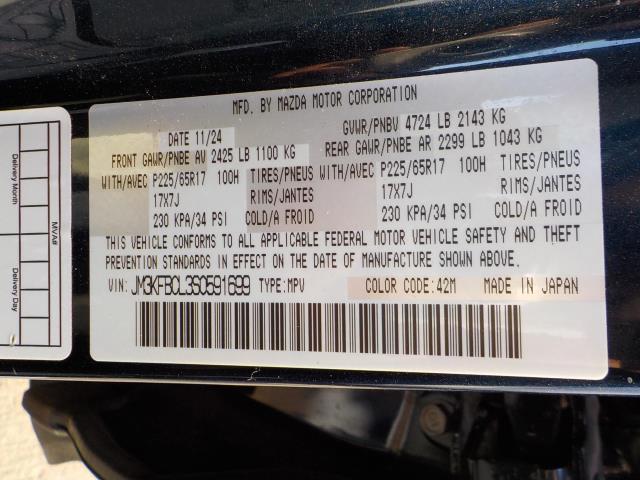 MFD. BY MAZDA MOTOR CORPORATION
DATE 11/24 GVWR/PNBV 4724 LB 2143 KG
FRONT GAWR/PNBE AV 2425 LB 1100 KG REAR GAWR/PNBE AR 2299 LB 1043 KG
WITH/AVEC P225/65R17 100H TIRES/PNEUS WITH/AVEC P225/65R17 100H TIRES/PNEUS
17X7J RIMS/JANTES 17X7J RIMS/JANTES
230 KPA/34 PSI COLD/A FROID 230 KPA/34 PSI COLD/A FROID
THIS VEHICLE CONFORMS TO ALL APPLICABLE FEDERAL MOTOR VEHICLE SAFETY AND THEFT
PREVENTION STANDARDS IN EFFECT ON THE DATE OF MANUFACTURE SHOWN ABOVE.
VIN: JM3KFBCL3S0591699 TYPE:MPV COLOR CODE:42M MADE IN JAPAN
Delivery Month
Delivery Day